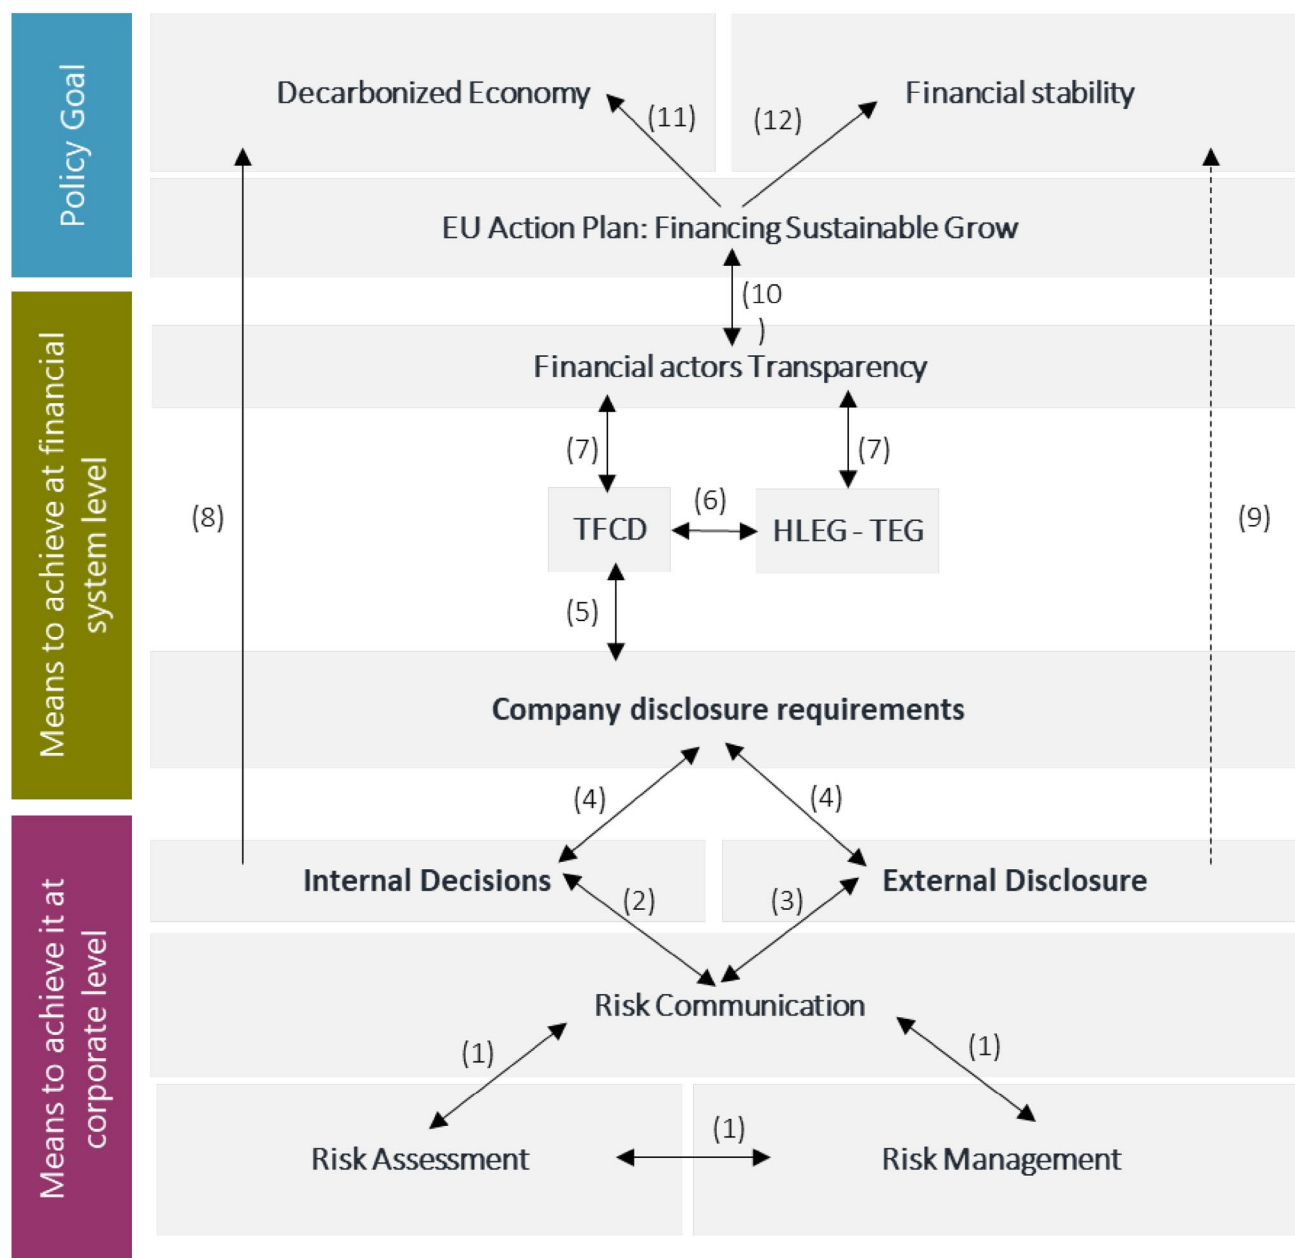 Policy Goal
Decarbonized Economy
Financial stability
(11)
(12)
EU Action Plan: Financing Sustainable Grow
(10
)
Means to achieve at financial
system level
Financial actors Transparency
(7)
(7)
(8)
TFCD
(6)
HLEG - TEG
(9)
(5)
Company disclosure requirements
(4)
(4)
Means to achieve it at
corporate level
Internal Decisions
External Disclosure
(2)
(3)
Risk Communication
(1)
(1)
Risk Assessment
(1)
Risk Management